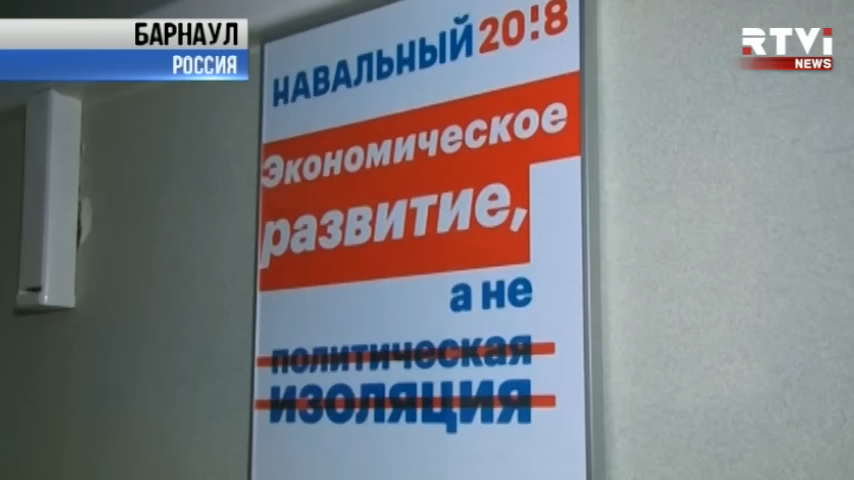 БАРНАУЛ
РОССИЯ
RTVi
NEWS
НАВАЛЬНЫЙ 20!8
Экономическое
развитие,
а не
политическая
изоляция